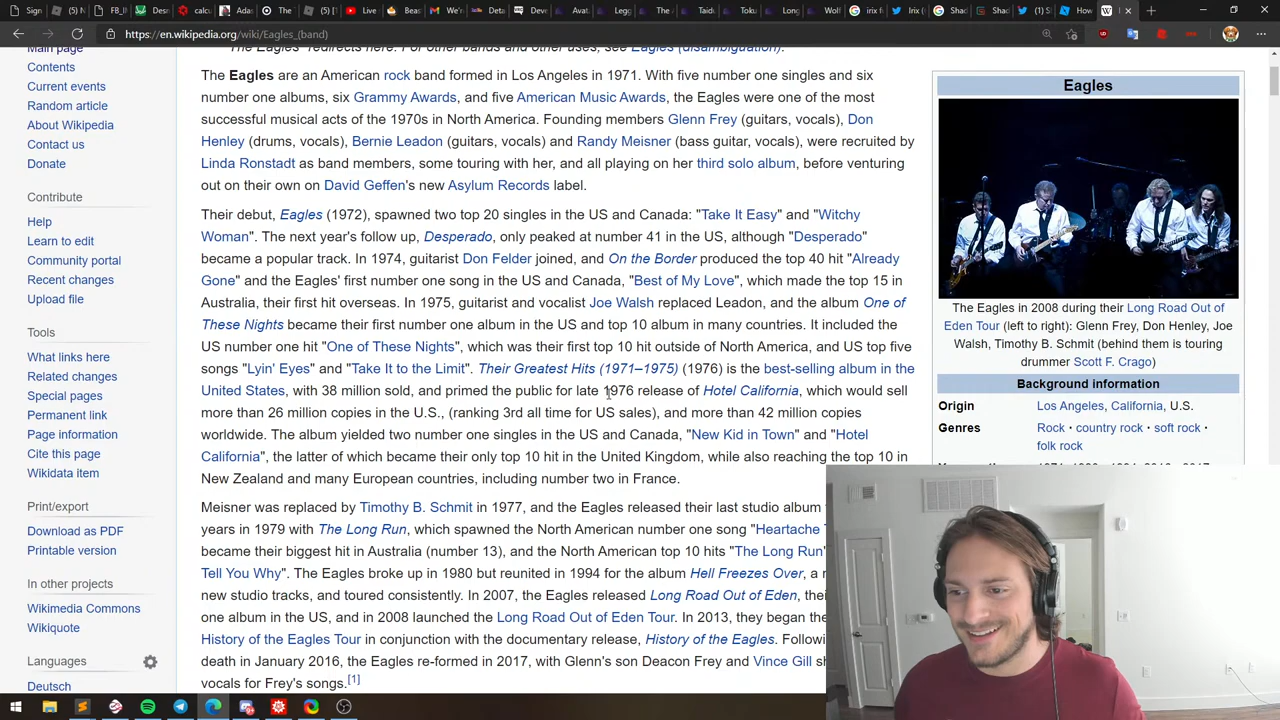 calcu
Adas
The
Live
Beas
We're
Deta
Dev
Ava
Legg
The A
Taid
Toku
Long
Wolf
irix f
irix f
Shac
Shac
(1) S
How
https://en.wikipedia.org/wiki/Eagles_(band)
The "Eagles" redirects here. For other bands and other uses, see Eagles (disambiguation).
Main page
Contents
Current events
Random article
About Wikipedia
Contact us
Donate
Contribute
Help
Learn to edit
Community portal
Recent changes
Upload file
Tools
What links here
Related changes
Special pages
Permanent link
Page information
Cite this page
Wikidata item
Print/export
Download as PDF
Printable version
In other projects
Wikimedia Commons
Wikiquote
Languages
Deutsch
The Eagles are an American rock band formed in Los Angeles in 1971. With five number one singles and six
number one albums, six Grammy Awards, and five American Music Awards, the Eagles were one of the most
successful musical acts of the 1970s in North America. Founding members Glenn Frey (guitars, vocals), Don
Henley (drums, vocals), Bernie Leadon (guitars, vocals) and Randy Meisner (bass guitar, vocals), were recruited by
Linda Ronstadt as band members, some touring with her, and all playing on her third solo album, before venturing
out on their own on David Geffen's new Asylum Records label.
Their debut, Eagles (1972), spawned two top 20 singles in the US and Canada: "Take It Easy" and "Witchy
Woman". The next year's follow up, Desperado, only peaked at number 41 in the US, although "Desperado"
became a popular track. In 1974, guitarist Don Felder joined, and On the Border produced the top 40 hit "Already
Gone" and the Eagles' first number one song in the US and Canada, "Best of My Love", which made the top 15 in
Australia, their first hit overseas. In 1975, guitarist and vocalist Joe Walsh replaced Leadon, and the album One of
These Nights became their first number one album in the US and top 10 album in many countries. It included the
US number one hit "One of These Nights", which was their first top 10 hit outside of North America, and US top five
songs "Lyin' Eyes" and "Take It to the Limit". Their Greatest Hits (1971–1975) (1976) is the best-selling album in the
United States, with 38 million sold, and primed the public for late 1976 release of Hotel California, which would sell
more than 26 million copies in the U.S., (ranking 3rd all time for US sales), and more than 42 million copies
worldwide. The album yielded two number one singles in the US and Canada, "New Kid in Town" and "Hotel
California", the latter of which became their only top 10 hit in the United Kingdom, while also reaching the top 10 in
New Zealand and many European countries, including number two in France.
Meisner was replaced by Timothy B. Schmit in 1977, and the Eagles released their last studio album
years in 1979 with The Long Run, which spawned the North American number one song "Heartache
became their biggest hit in Australia (number 13), and the North American top 10 hits "The Long Run"
Tell You Why". The Eagles broke up in 1980 but reunited in 1994 for the album Hell Freezes Over, a
new studio tracks, and toured consistently. In 2007, the Eagles released Long Road Out of Eden, their
one album in the US, and in 2008 launched the Long Road Out of Eden Tour. In 2013, they began the
History of the Eagles Tour in conjunction with the documentary release, History of the Eagles. Follow
death in January 2016, the Eagles re-formed in 2017, with Glenn's son Deacon Frey and Vince Gill
vocals for Frey's songs.[1]
Eagles
The Eagles in 2008 during their Long Road Out of
Eden Tour (left to right): Glenn Frey, Don Henley, Joe
Walsh, Timothy B. Schmit (behind them is touring
drummer Scott F. Crago)
Background information
Origin Los Angeles, California, U.S.
Genres Rock · country rock · soft rock ·
folk rock